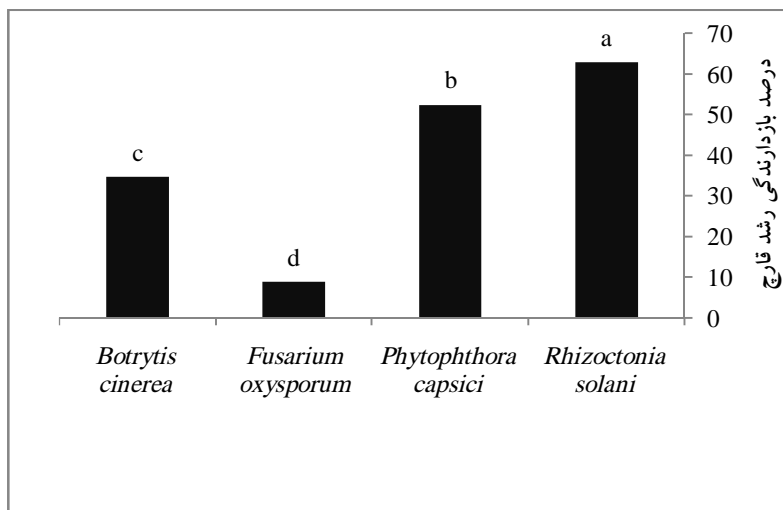 درصد بازدارندگی رشد قارچ
70
60
50
40
30
20
10
0
a
b
c
d
Botrytis cinerea
Fusarium oxysporum
Phytophthora capsici
Rhizoctonia solani